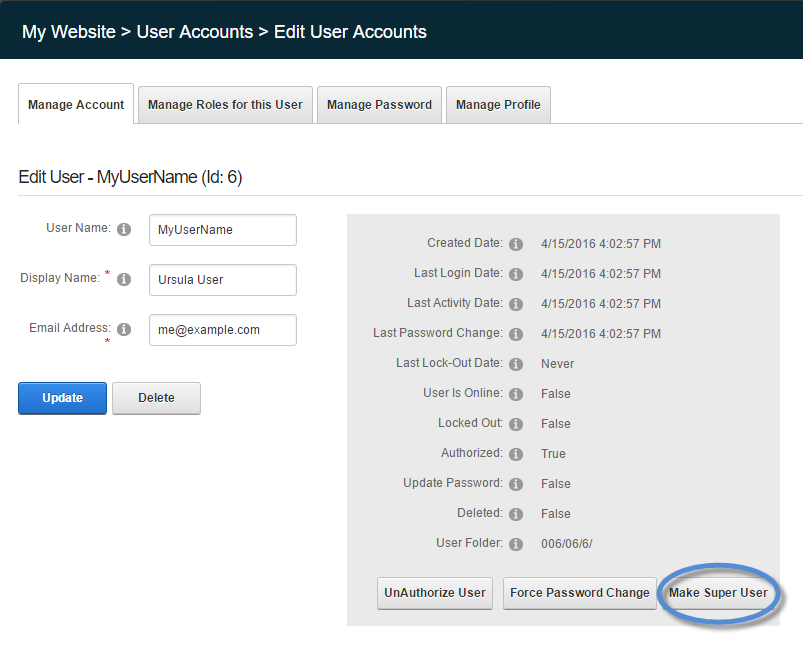 My Website > User Accounts > Edit User Accounts
Manage Account
Manage Roles for this User
Manage Password
Manage Profile
Edit User - MyUserName (Id: 6)
User Name: MyUserName
Display Name: * Ursula User
Email Address: * me@example.com
Update
Delete
Created Date: 4/15/2016 4:02:57 PM
Last Login Date: 4/15/2016 4:02:57 PM
Last Activity Date: 4/15/2016 4:02:57 PM
Last Password Change: 4/15/2016 4:02:57 PM
Last Lock-Out Date: Never
User Is Online: False
Locked Out: False
Authorized: True
Update Password: False
Deleted: False
User Folder: 006/06/6/
UnAuthorize User
Force Password Change
Make Super User